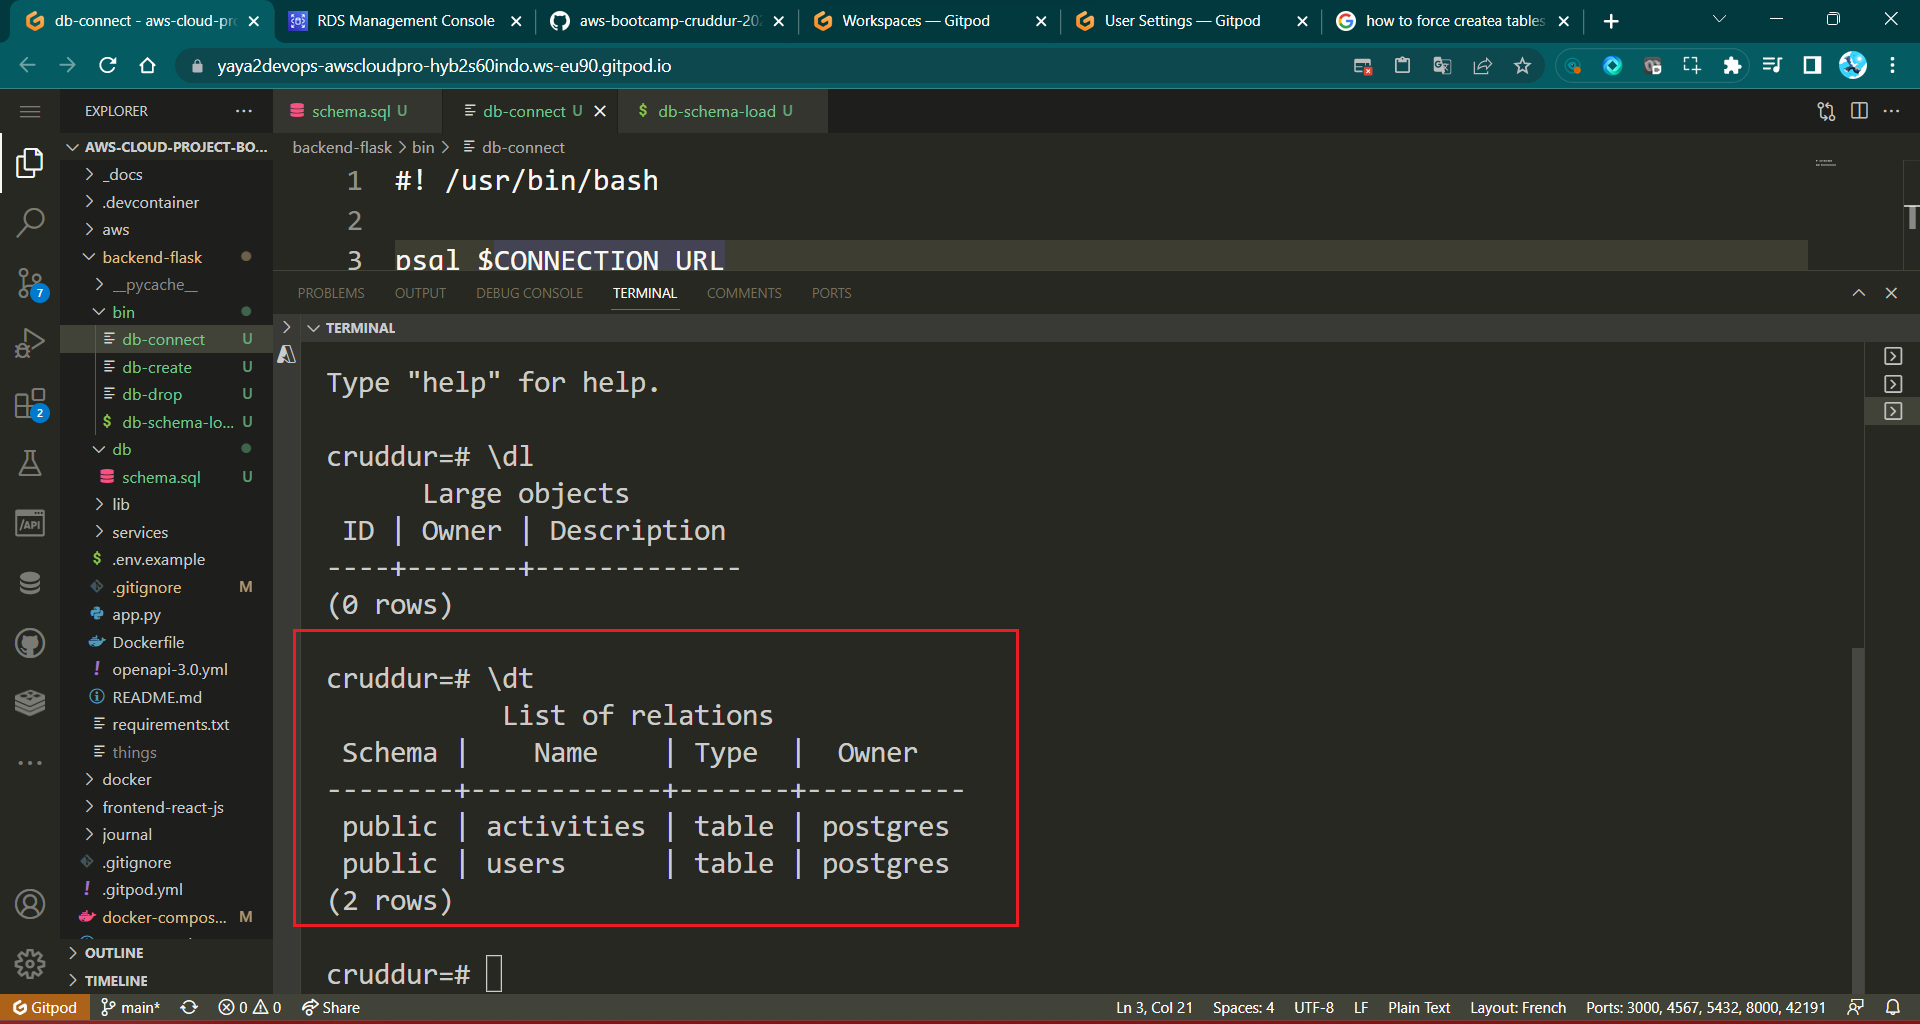 db-connect - aws-cloud-pr
RDS Management Console
aws-bootcamp-cruddur-202
Workspaces — Gitpod
User Settings — Gitpod
how to force createa tables
yaya2devops-awscloudpro-hyb2s60indo.ws-eu90.gitpod.io
EXPLORER
schema.sql U
db-connect U
$ db-schema-load U
AWS-CLOUD-PROJECT-BO...
backend-flask > bin > db-connect
_docs
.devcontainer
aws
backend-flask
__pycache__
bin
db-connect U
db-create U
db-drop U
$ db-schema-lo... U
db
schema.sql U
lib
services
$ .env.example
.gitignore M
app.py
Dockerfile
! openapi-3.0.yml
README.md
requirements.txt
things
docker
frontend-react-js
journal
.gitignore
! .gitpod.yml
docker-compos... M
OUTLINE
TIMELINE
7
2
/API
1 #! /usr/bin/bash
2
3 psql $CONNECTION_URL
PROBLEMS OUTPUT DEBUG CONSOLE TERMINAL COMMENTS PORTS
TERMINAL
Type "help" for help.
cruddur=# \dl
Large objects
ID | Owner | Description
----+-------+-------------
(0 rows)
cruddur=# \dt
List of relations
Schema | Name | Type | Owner
--------+------------+-------+----------
public | activities | table | postgres
public | users | table | postgres
(2 rows)
cruddur=#
Gitpod main* 0 0 Share Ln 3, Col 21 Spaces: 4 UTF-8 LF Plain Text Layout: French Ports: 3000, 4567, 5432, 8000, 42191